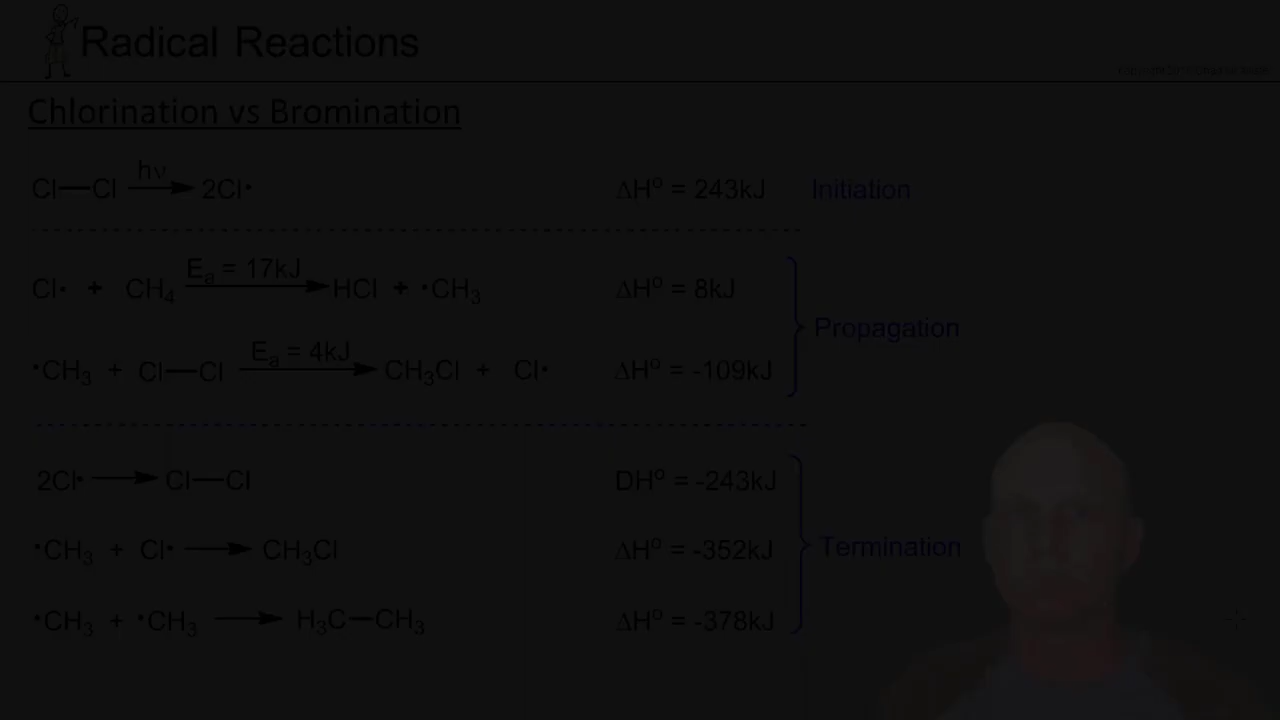 Radical Reactions
Chlorination vs Bromination
Cl—Cl hν → 2Cl• ΔH° = 243kJ Initiation
Cl• + CH₄ Eₐ = 17kJ → HCl + •CH₃ ΔH° = 8kJ
Propagation
•CH₃ + Cl—Cl Eₐ = 4kJ → CH₃Cl + Cl• ΔH° = -109kJ
2Cl• → Cl—Cl DH° = -243kJ
•CH₃ + Cl• → CH₃Cl ΔH° = -352kJ Termination
•CH₃ + •CH₃ → H₃C—CH₃ ΔH° = -378kJ